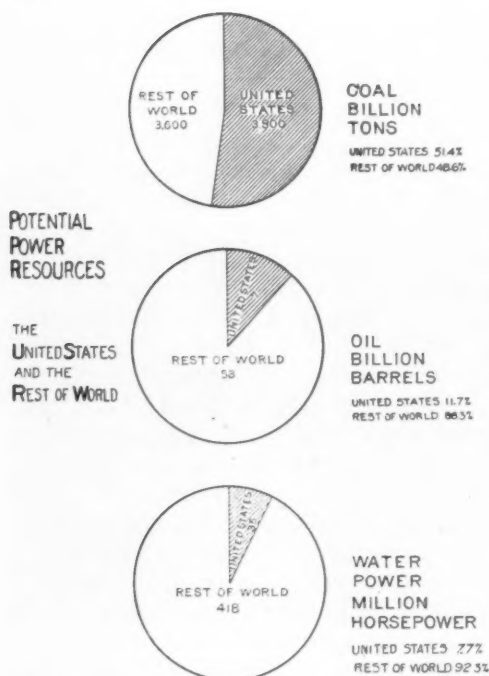 REST OF
WORLD
3,600
UNITED
STATES
3,800
COAL
BILLION
TONS
UNITED STATES 51.4%
REST OF WORLD 48.6%
POTENTIAL
POWER
RESOURCES
THE
UNITED STATES
AND THE
REST OF WORLD
UNITED STATES
7
REST OF WORLD
53
OIL
BILLION
BARRELS
UNITED STATES 11.7%
REST OF WORLD 88.3%
UNITED STATES
35
REST OF WORLD
418
WATER
POWER
MILLION
HORSEPOWER
UNITED STATES 7.7%
REST OF WORLD 92.3%